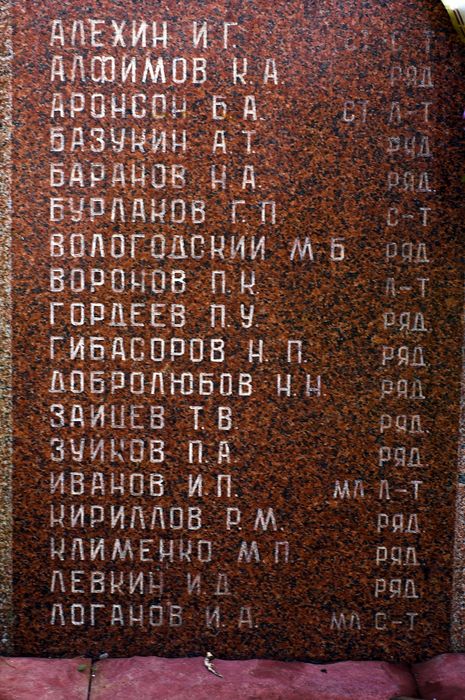 АЛЕХИН И.Г. СТ С-Т
АЛФИМОВ К.А. РЯД
АРОНСОН Б.А. СТ Л-Т
БАЗУКИН А.Т. РЯД
БАРАНОВ Н.А. РЯД.
БУРЛАКОВ Г.П С-Т
ВОЛОГОДСКИЙ М.Б РЯД
ВОРОНОВ П.К Л-Т
ГОРДЕЕВ П.У. РЯД.
ГИБАСОРОВ Н.П. РЯД
ДОБРОЛЮБОВ Н.Н РЯД.
ЗАЙЦЕВ Т.В. РЯД.
ЗУЙКОВ П.А. РЯД.
ИВАНОВ И.П. МЛ Л-Т
КИРИЛЛОВ Р.М. РЯД.
КЛИМЕНКО М.П. РЯД
ЛЕВКИН И.Д РЯД.
ЛОГАНОВ И.А. МЛ С-Т